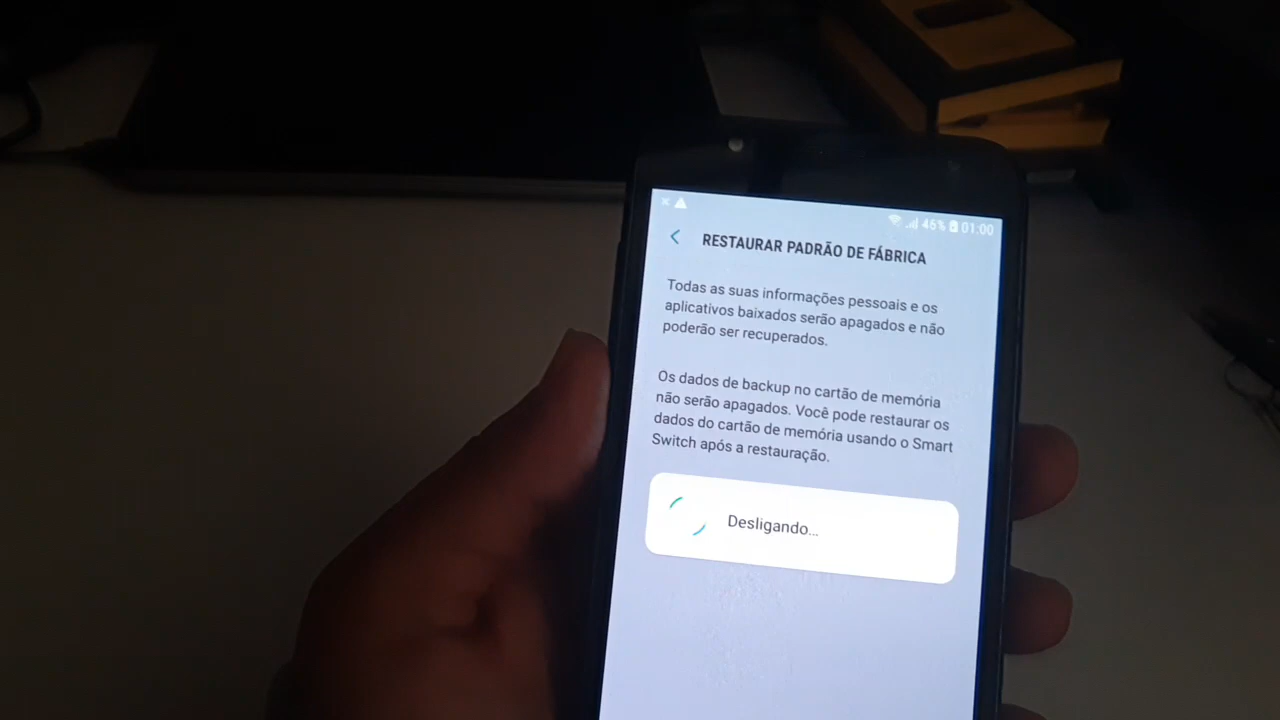 46% 01:00
RESTAURAR PADRÃO DE FÁBRICA
Todas as suas informações pessoais e os
aplicativos baixados serão apagados e não
poderão ser recuperados.
Os dados de backup no cartão de memória
não serão apagados. Você pode restaurar os
dados do cartão de memória usando o Smart
Switch após a restauração.
Desligando...